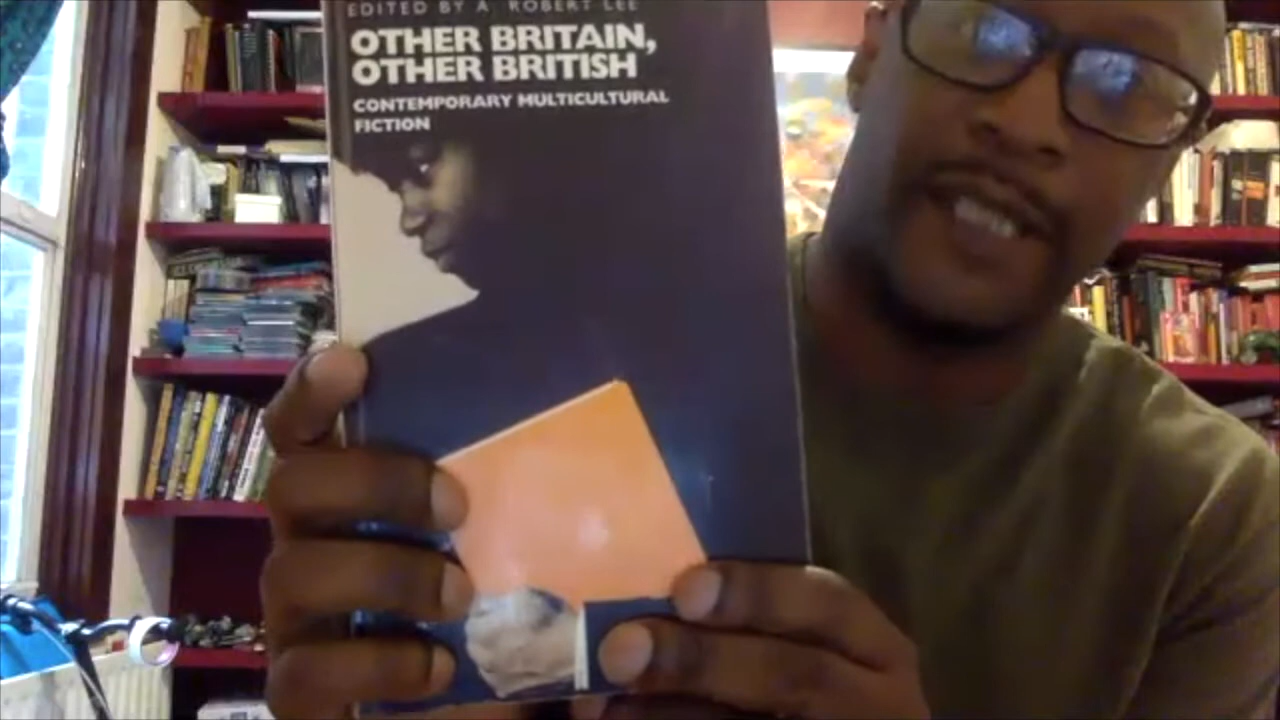 EDITED BY A. ROBERT LEE
OTHER BRITAIN,
OTHER BRITISH
CONTEMPORARY MULTICULTURAL
FICTION